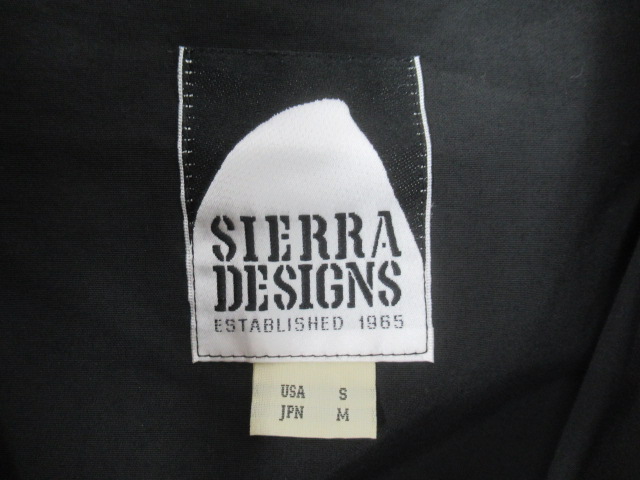 SIERRA
DESIGNS
ESTABLISHED 1965
USA S
JPN M